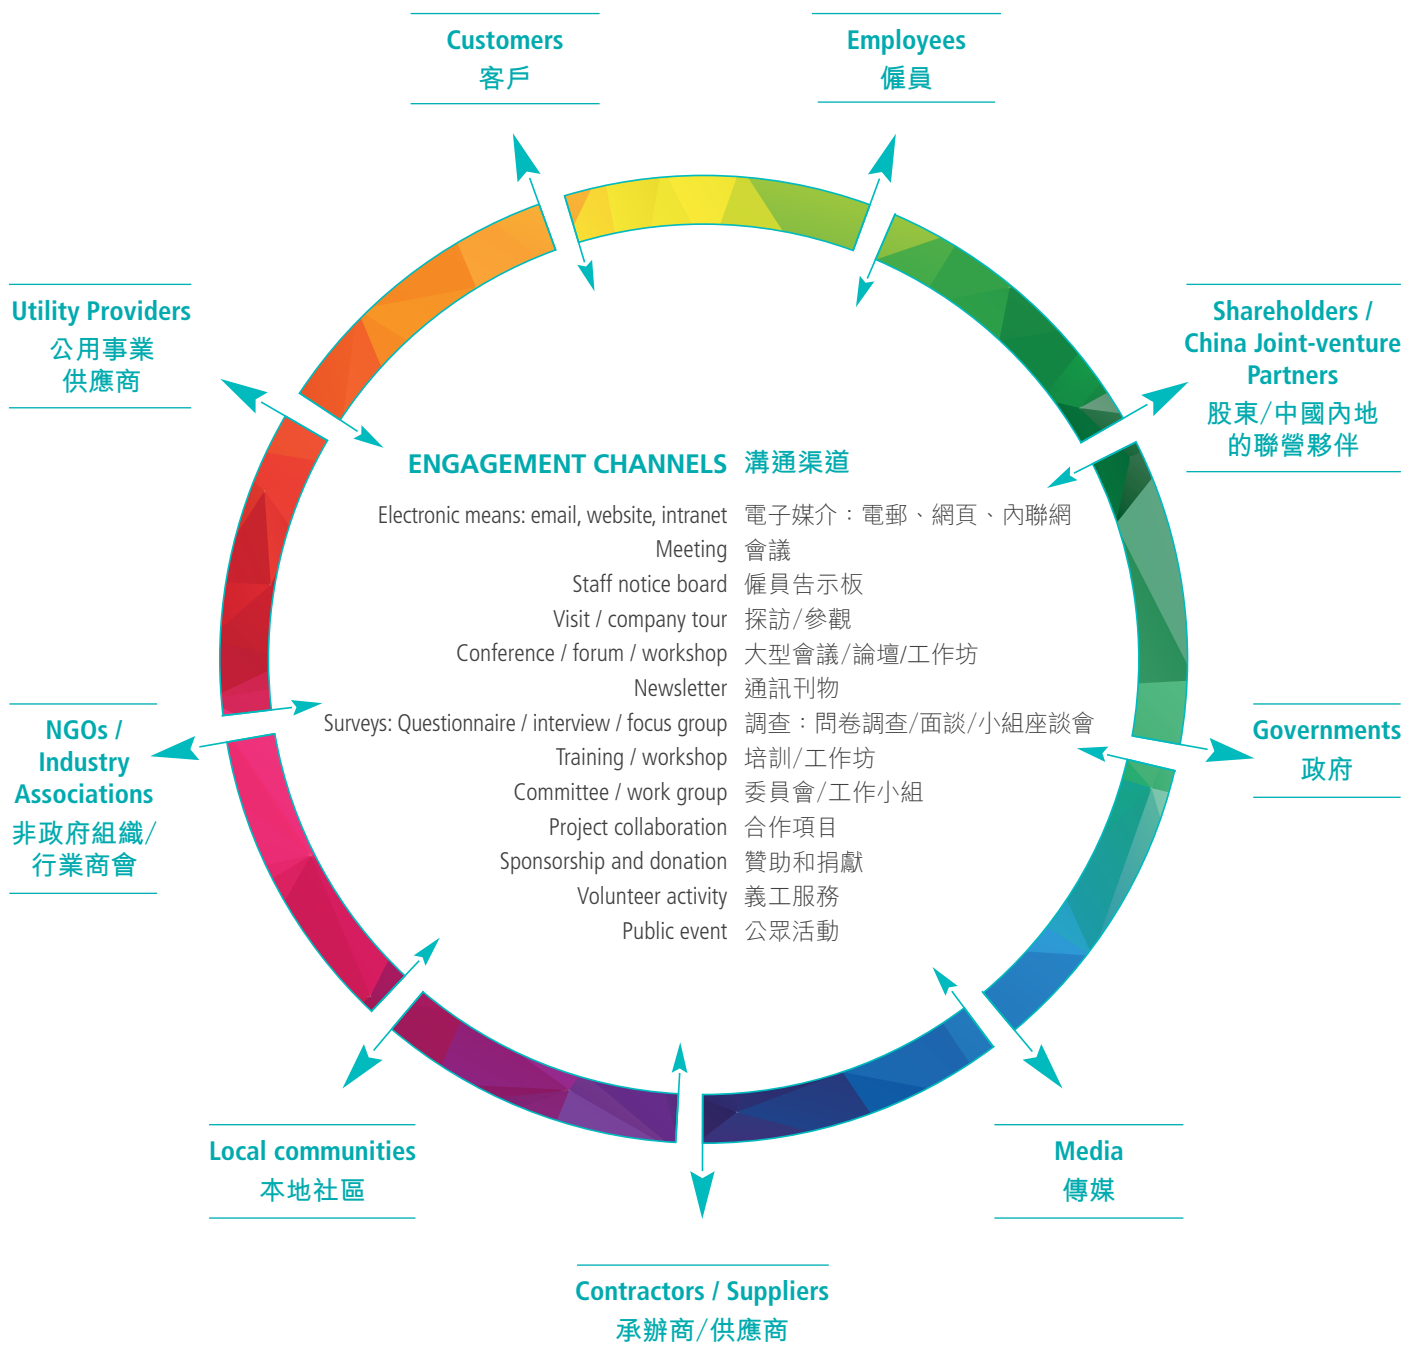 Customers
客戶
Employees
僱員
Utility Providers
公用事業
供應商
Shareholders /
China Joint-venture
Partners
股東/中國內地
的聯營夥伴
ENGAGEMENT CHANNELS 溝通渠道
Electronic means: email, website, intranet 電子媒介：電郵、網頁、內聯網
Meeting 會議
Staff notice board 僱員告示板
Visit / company tour 探訪/參觀
Conference / forum / workshop 大型會議/論壇/工作坊
Newsletter 通訊刊物
Surveys: Questionnaire / interview / focus group 調查：問卷調查/面談/小組座談會
Training / workshop 培訓/工作坊
Committee / work group 委員會/工作小組
Project collaboration 合作項目
Sponsorship and donation 贊助和捐獻
Volunteer activity 義工服務
Public event 公眾活動
NGOs /
Industry
Associations
非政府組織/
行業商會
Governments
政府
Local communities
本地社區
Media
傳媒
Contractors / Suppliers
承辦商/供應商